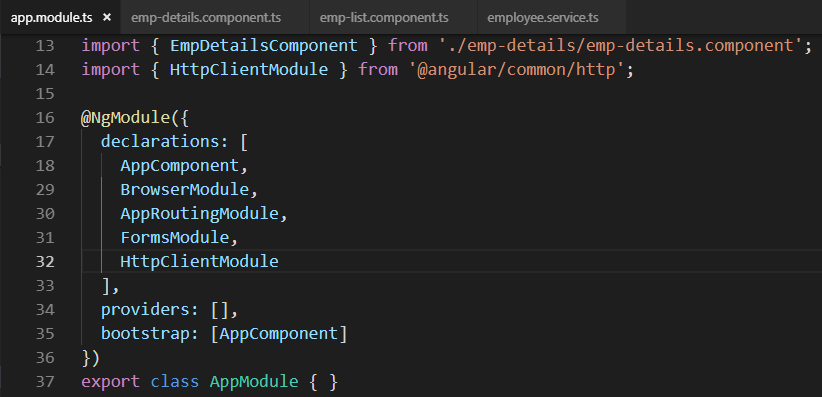 app.module.ts × emp-details.component.ts emp-list.component.ts employee.service.ts
13 import { EmpDetailsComponent } from './emp-details/emp-details.component';
14 import { HttpClientModule } from '@angular/common/http';
15
16 @NgModule({
17 declarations: [
18 AppComponent,
29 BrowserModule,
30 AppRoutingModule,
31 FormsModule,
32 HttpClientModule
33 ],
34 providers: [],
35 bootstrap: [AppComponent]
36 })
37 export class AppModule { }